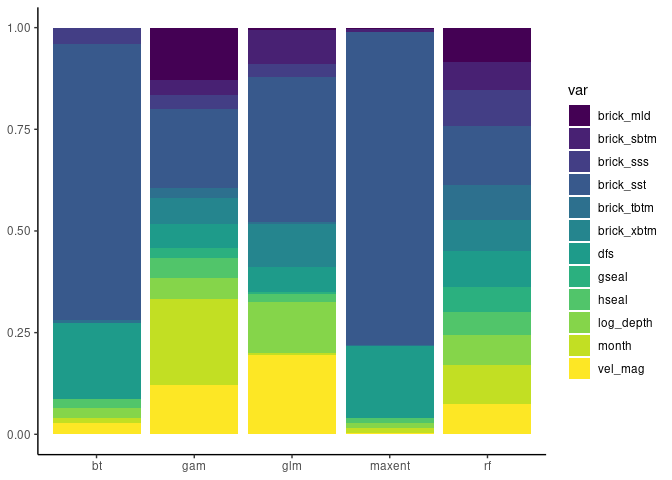 1.00
0.75
0.50
0.25
0.00
bt gam glm maxent rf
var
brick_mld
brick_sbtm
brick_sss
brick_sst
brick_tbtm
brick_xbtm
dfs
gseal
hseal
log_depth
month
vel_mag